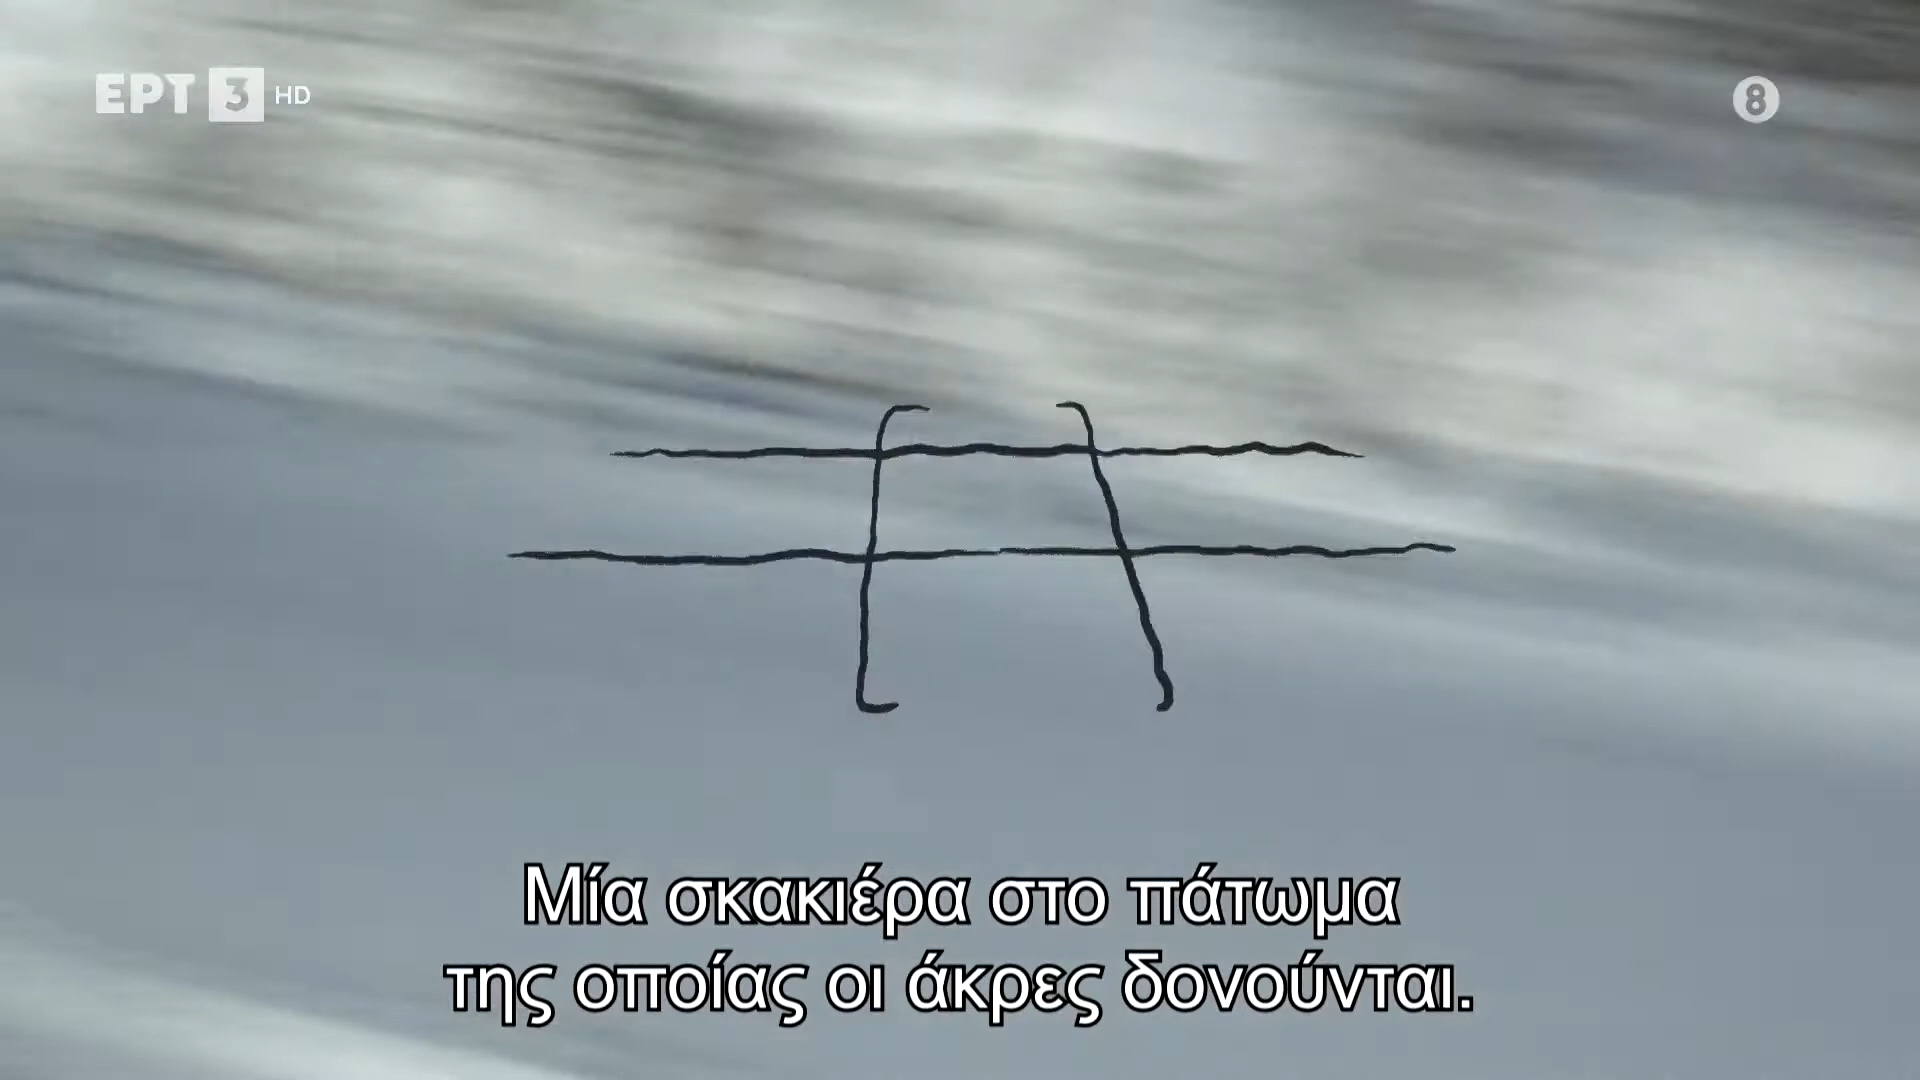 ΕΡΤ 3 HD
8
Μία σκακιέρα στο πάτωμα
της οποίας οι άκρες δονούνται.